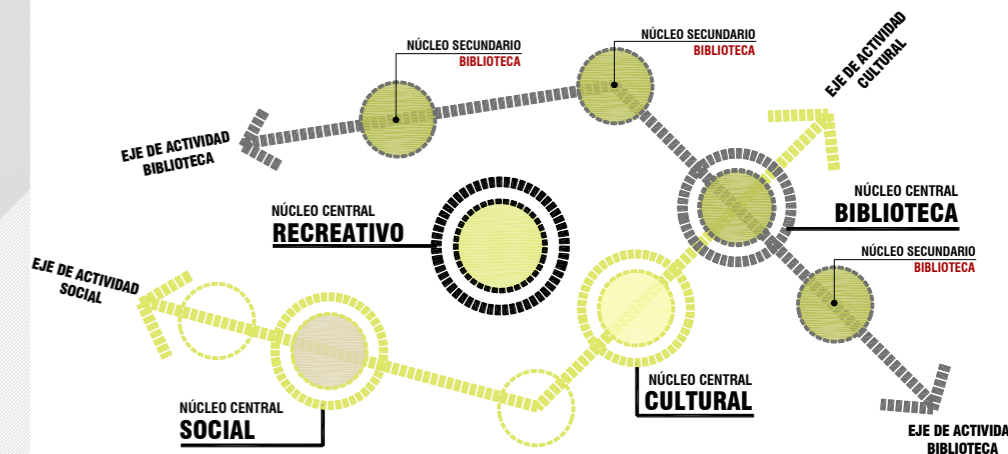 NÚCLEO SECUNDARIO
BIBLIOTECA
NÚCLEO SECUNDARIO
BIBLIOTECA
EJE DE ACTIVIDAD
CULTURAL
EJE DE ACTIVIDAD
BIBLIOTECA
NÚCLEO CENTRAL
RECREATIVO
NÚCLEO CENTRAL
BIBLIOTECA
NÚCLEO SECUNDARIO
BIBLIOTECA
EJE DE ACTIVIDAD
SOCIAL
NÚCLEO CENTRAL
SOCIAL
NÚCLEO CENTRAL
CULTURAL
EJE DE ACTIVIDA
BIBLIOTECA